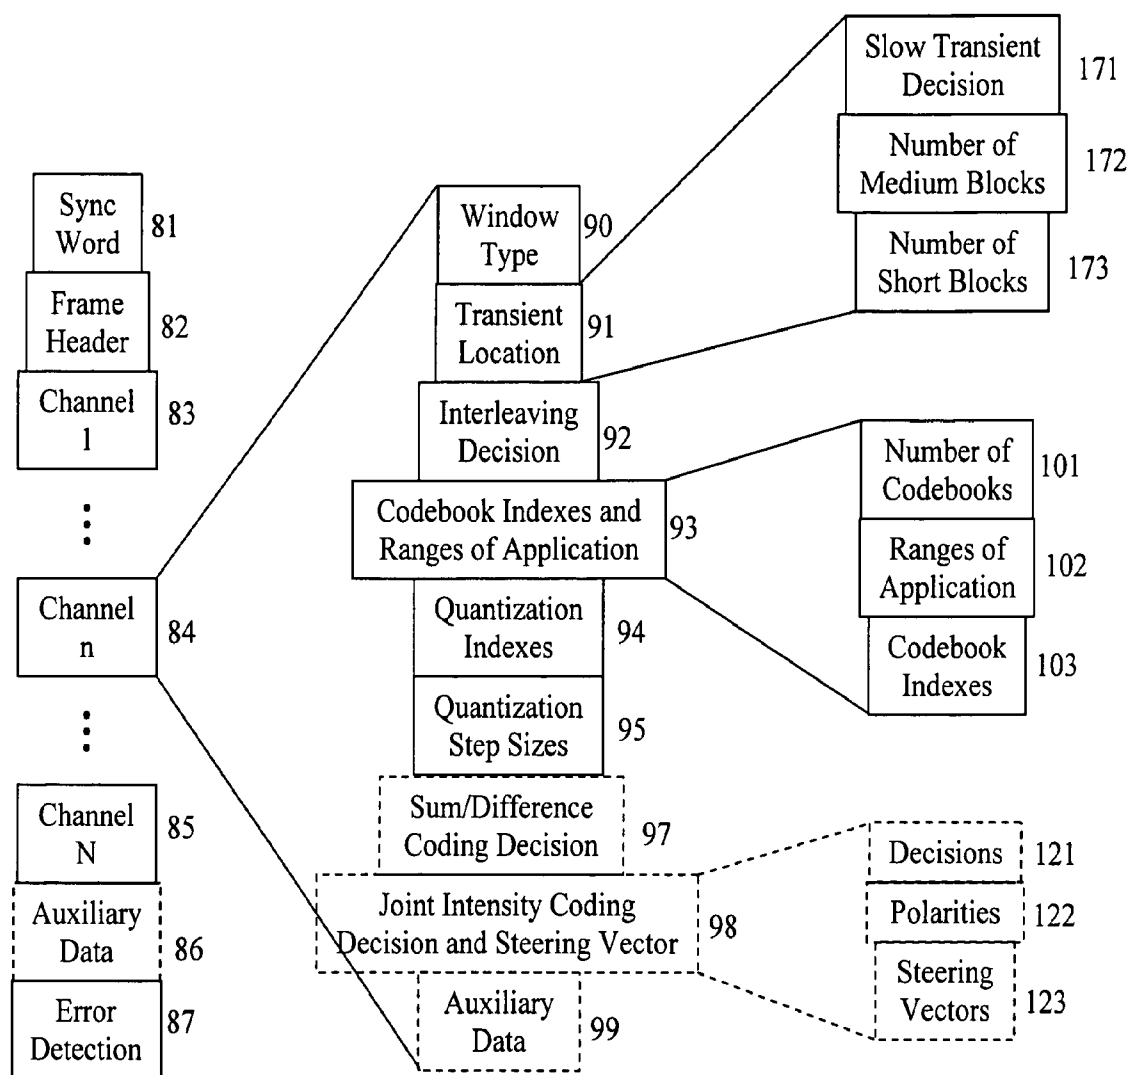 Sync
Word
81
Frame
Header
82
Channel
1
83
Channel
n
84
Channel
N
85
Auxiliary
Data
86
Error
Detection
87
Window
Type
90
Transient
Location
91
Interleaving
Decision
92
Codebook Indexes and
Ranges of Application
93
Quantization
Indexes
94
Quantization
Step Sizes
95
Sum/Difference
Coding Decision
97
Joint Intensity Coding
Decision and Steering Vector
98
Auxiliary
Data
99
Slow Transient
Decision
171
Number of
Medium Blocks
172
Number of
Short Blocks
173
Number of
Codebooks
101
Ranges of
Application
102
Codebook
Indexes
103
Decisions
121
Polarities
122
Steering
Vectors
123